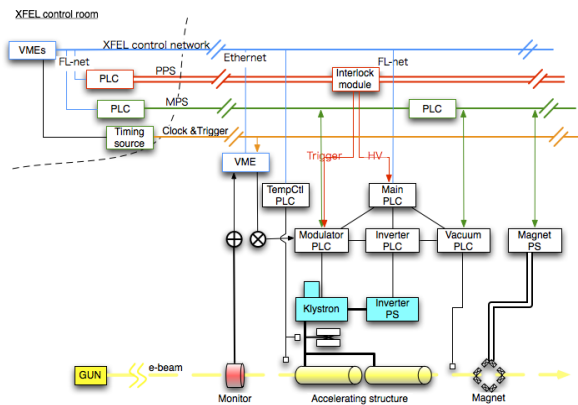 XFEL control room
VMEs
XFEL control network
FL-net
Ethernet
FL-net
PLC
PPS
Interlock
module
PLC
MPS
PLC
Timing
source
Clock &Trigger
VME
Trigger
HV
TempCtl
PLC
Main
PLC
Modulator
PLC
Inverter
PLC
Vacuum
PLC
Magnet
PS
Klystron
Inverter
PS
GUN
e-beam
Monitor
Accelerating structure
Magnet